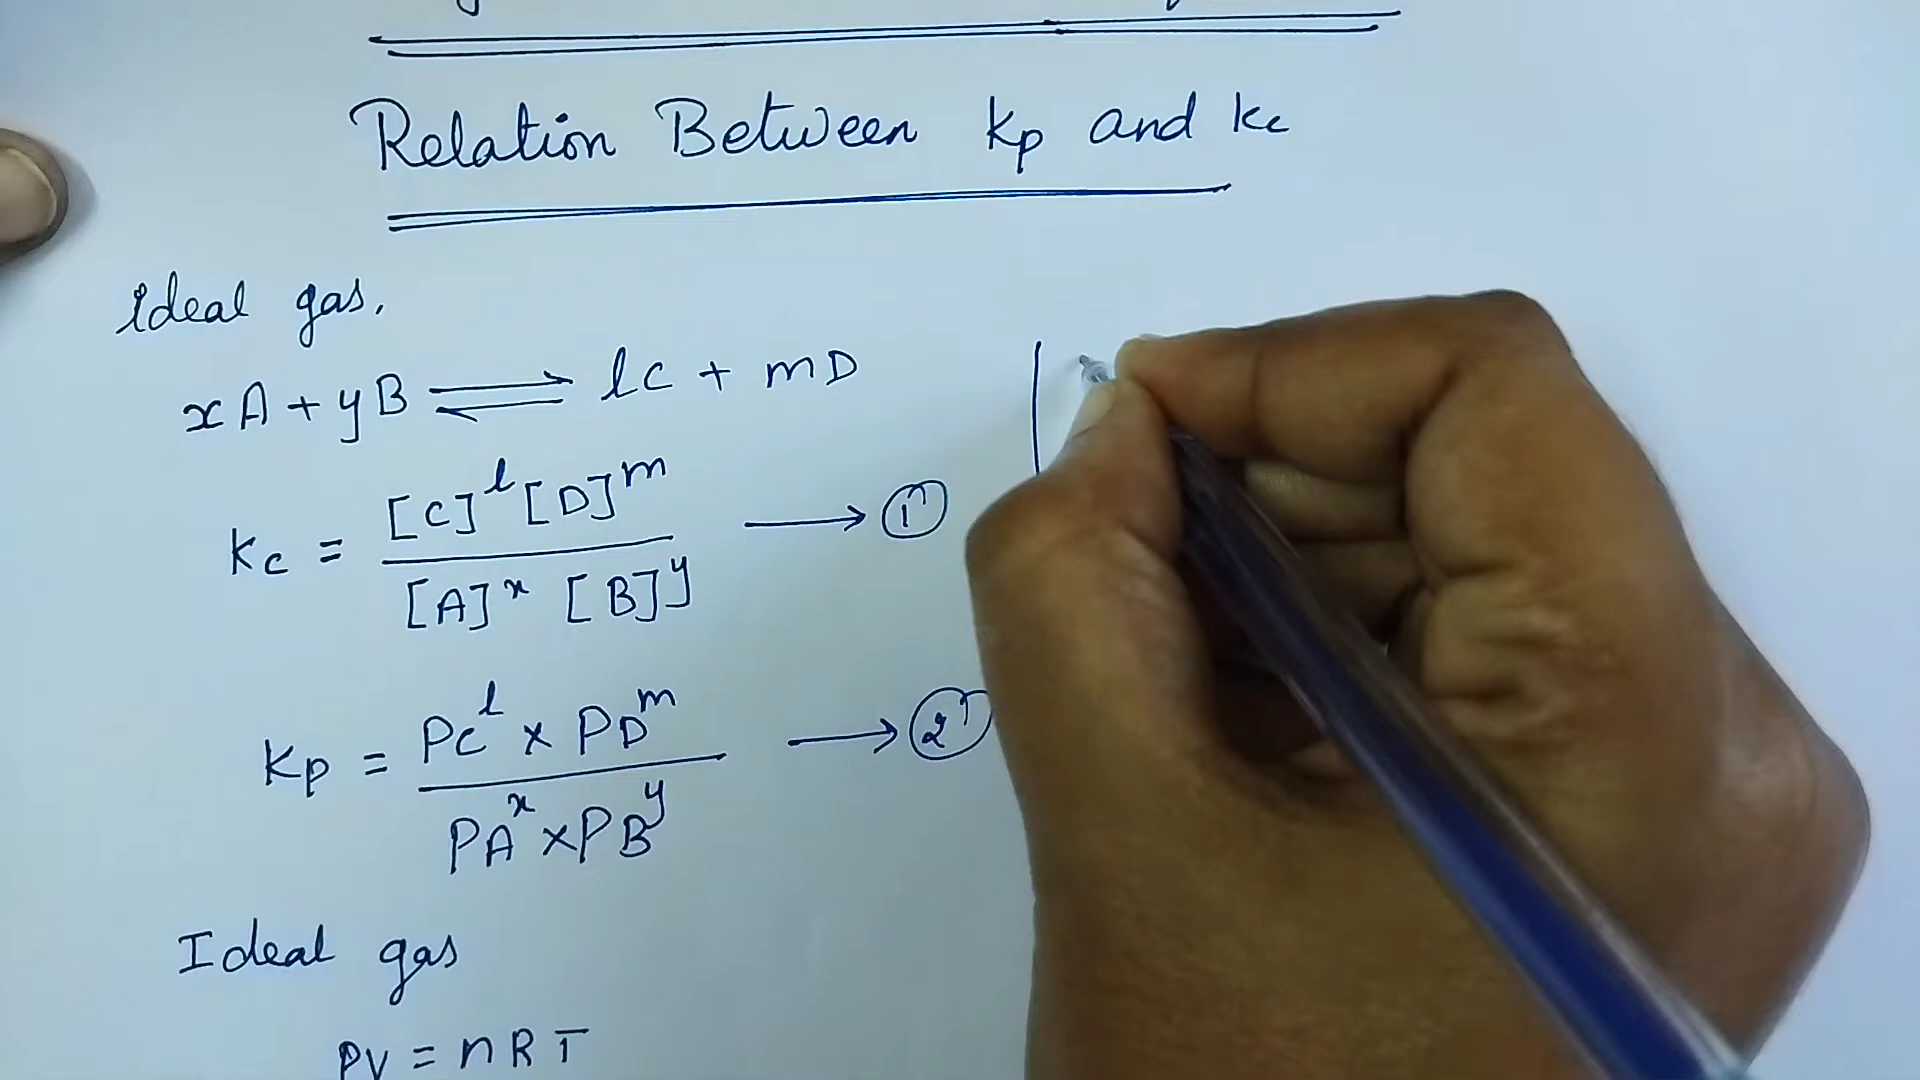 Relation Between Kp and Kc
Ideal gas.
xA + yB ⇌ lC + mD
Kc = [C]^l [D]^m / [A]^x [B]^y → ①
Kp = PC^l × PD^m / PA^x × PB^y → ②
Ideal gas
PV = nRT